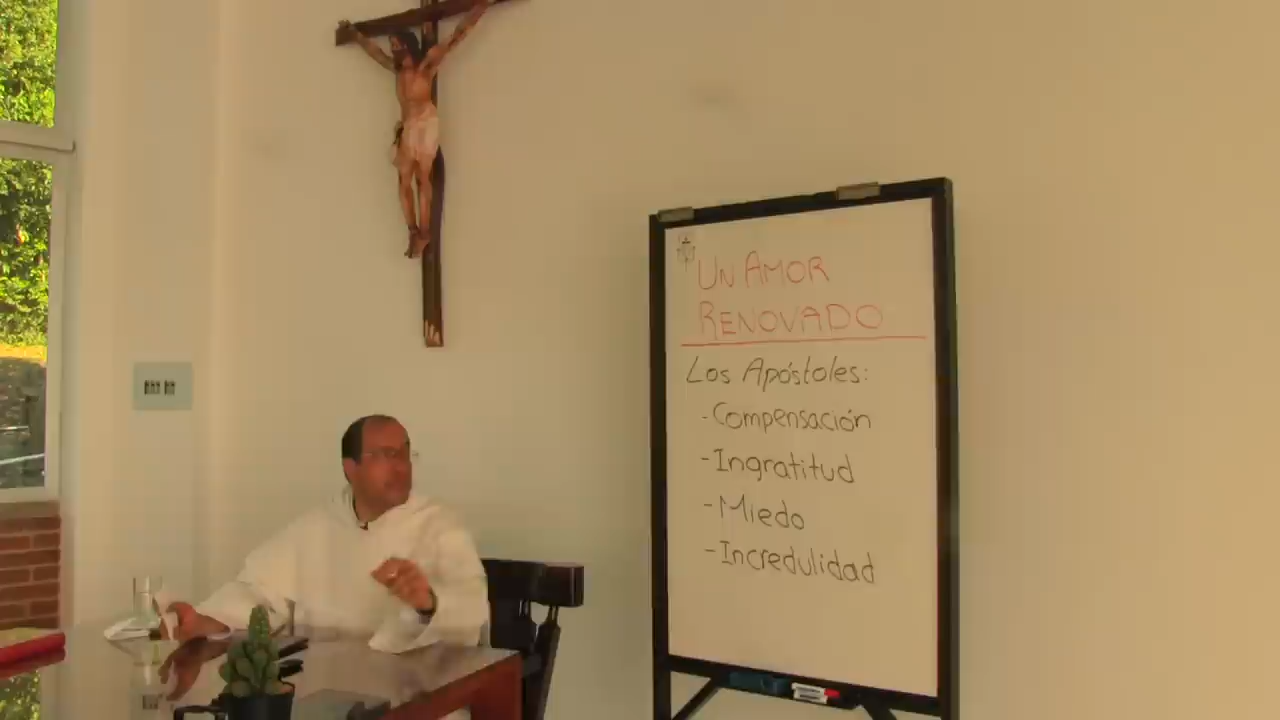 UN AMOR
RENOVADO
Los Apóstoles:
-Compensación
-Ingratitud
-Miedo
-Incredulidad